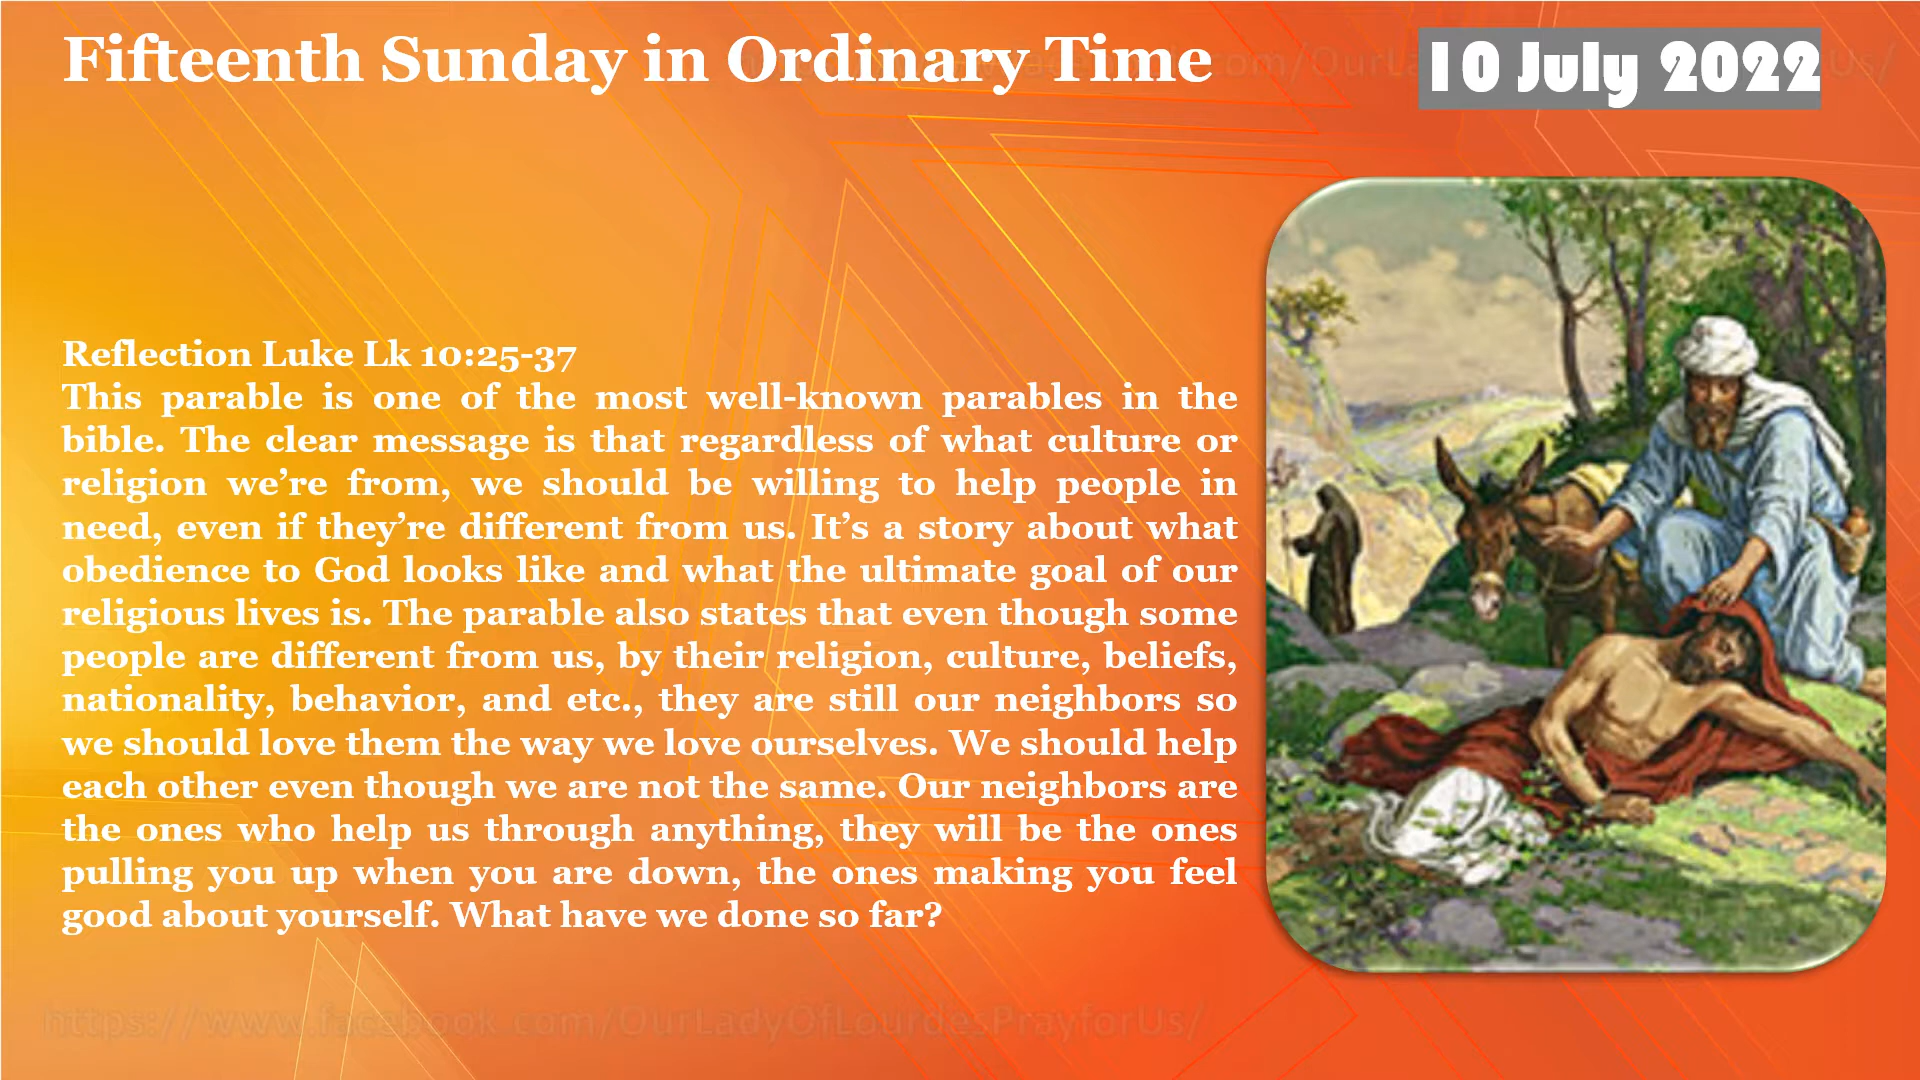 Fifteenth Sunday in Ordinary Time
10 July 2022
Reflection Luke Lk 10:25-37
This parable is one of the most well-known parables in the
bible. The clear message is that regardless of what culture or
religion we’re from, we should be willing to help people in
need, even if they’re different from us. It’s a story about what
obedience to God looks like and what the ultimate goal of our
religious lives is. The parable also states that even though some
people are different from us, by their religion, culture, beliefs,
nationality, behavior, and etc., they are still our neighbors so
we should love them the way we love ourselves. We should help
each other even though we are not the same. Our neighbors are
the ones who help us through anything, they will be the ones
pulling you up when you are down, the ones making you feel
good about yourself. What have we done so far?
https://www.facebook.com/OurLadyOfLourdesPrayforUs/